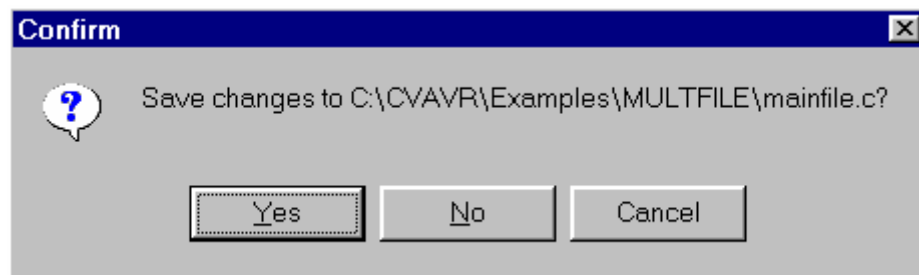 Confirm
Save changes to C:\CVAVR\Examples\MULTFILE\mainfile.c?
Yes No Cancel